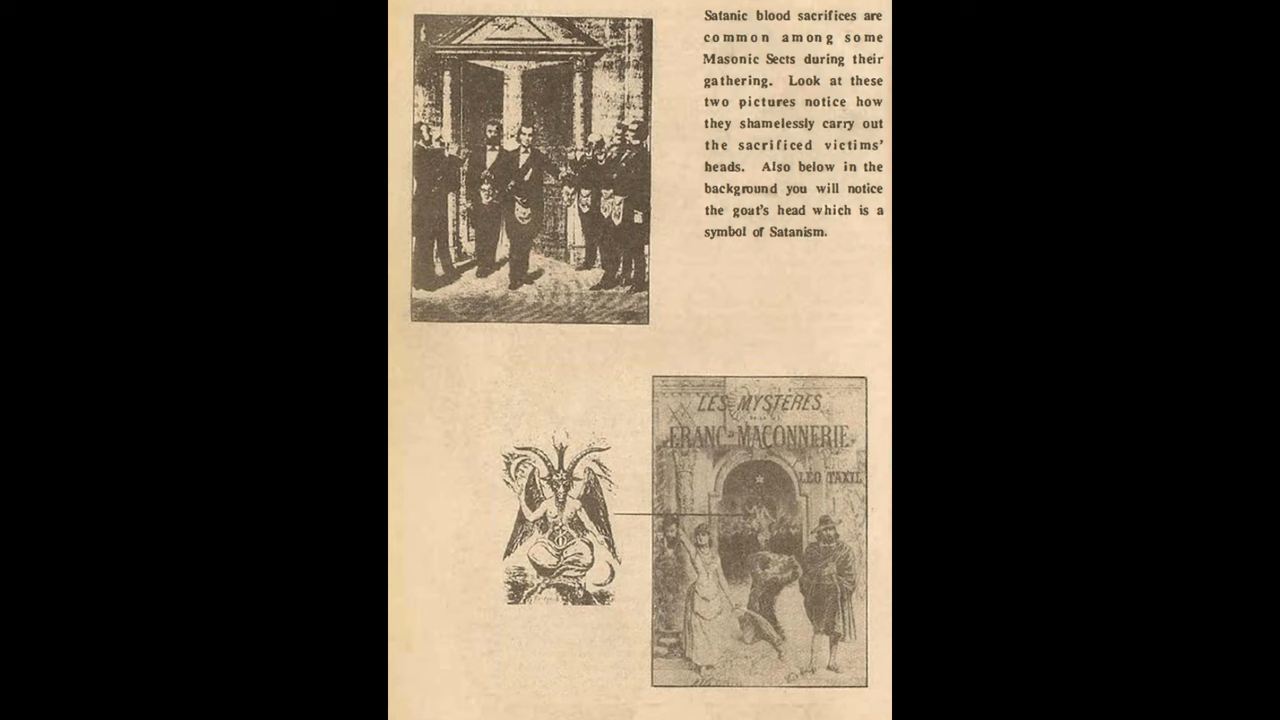 Satanic blood sacrifices are
common among some
Masonic Sects during their
gathering. Look at these
two pictures notice how
they shamelessly carry out
the sacrificed victims'
heads. Also below in the
background you will notice
the goat's head which is a
symbol of Satanism.
LES MYSTÈRES
FRANC-MAÇONNERIE
LÉO TAXIL